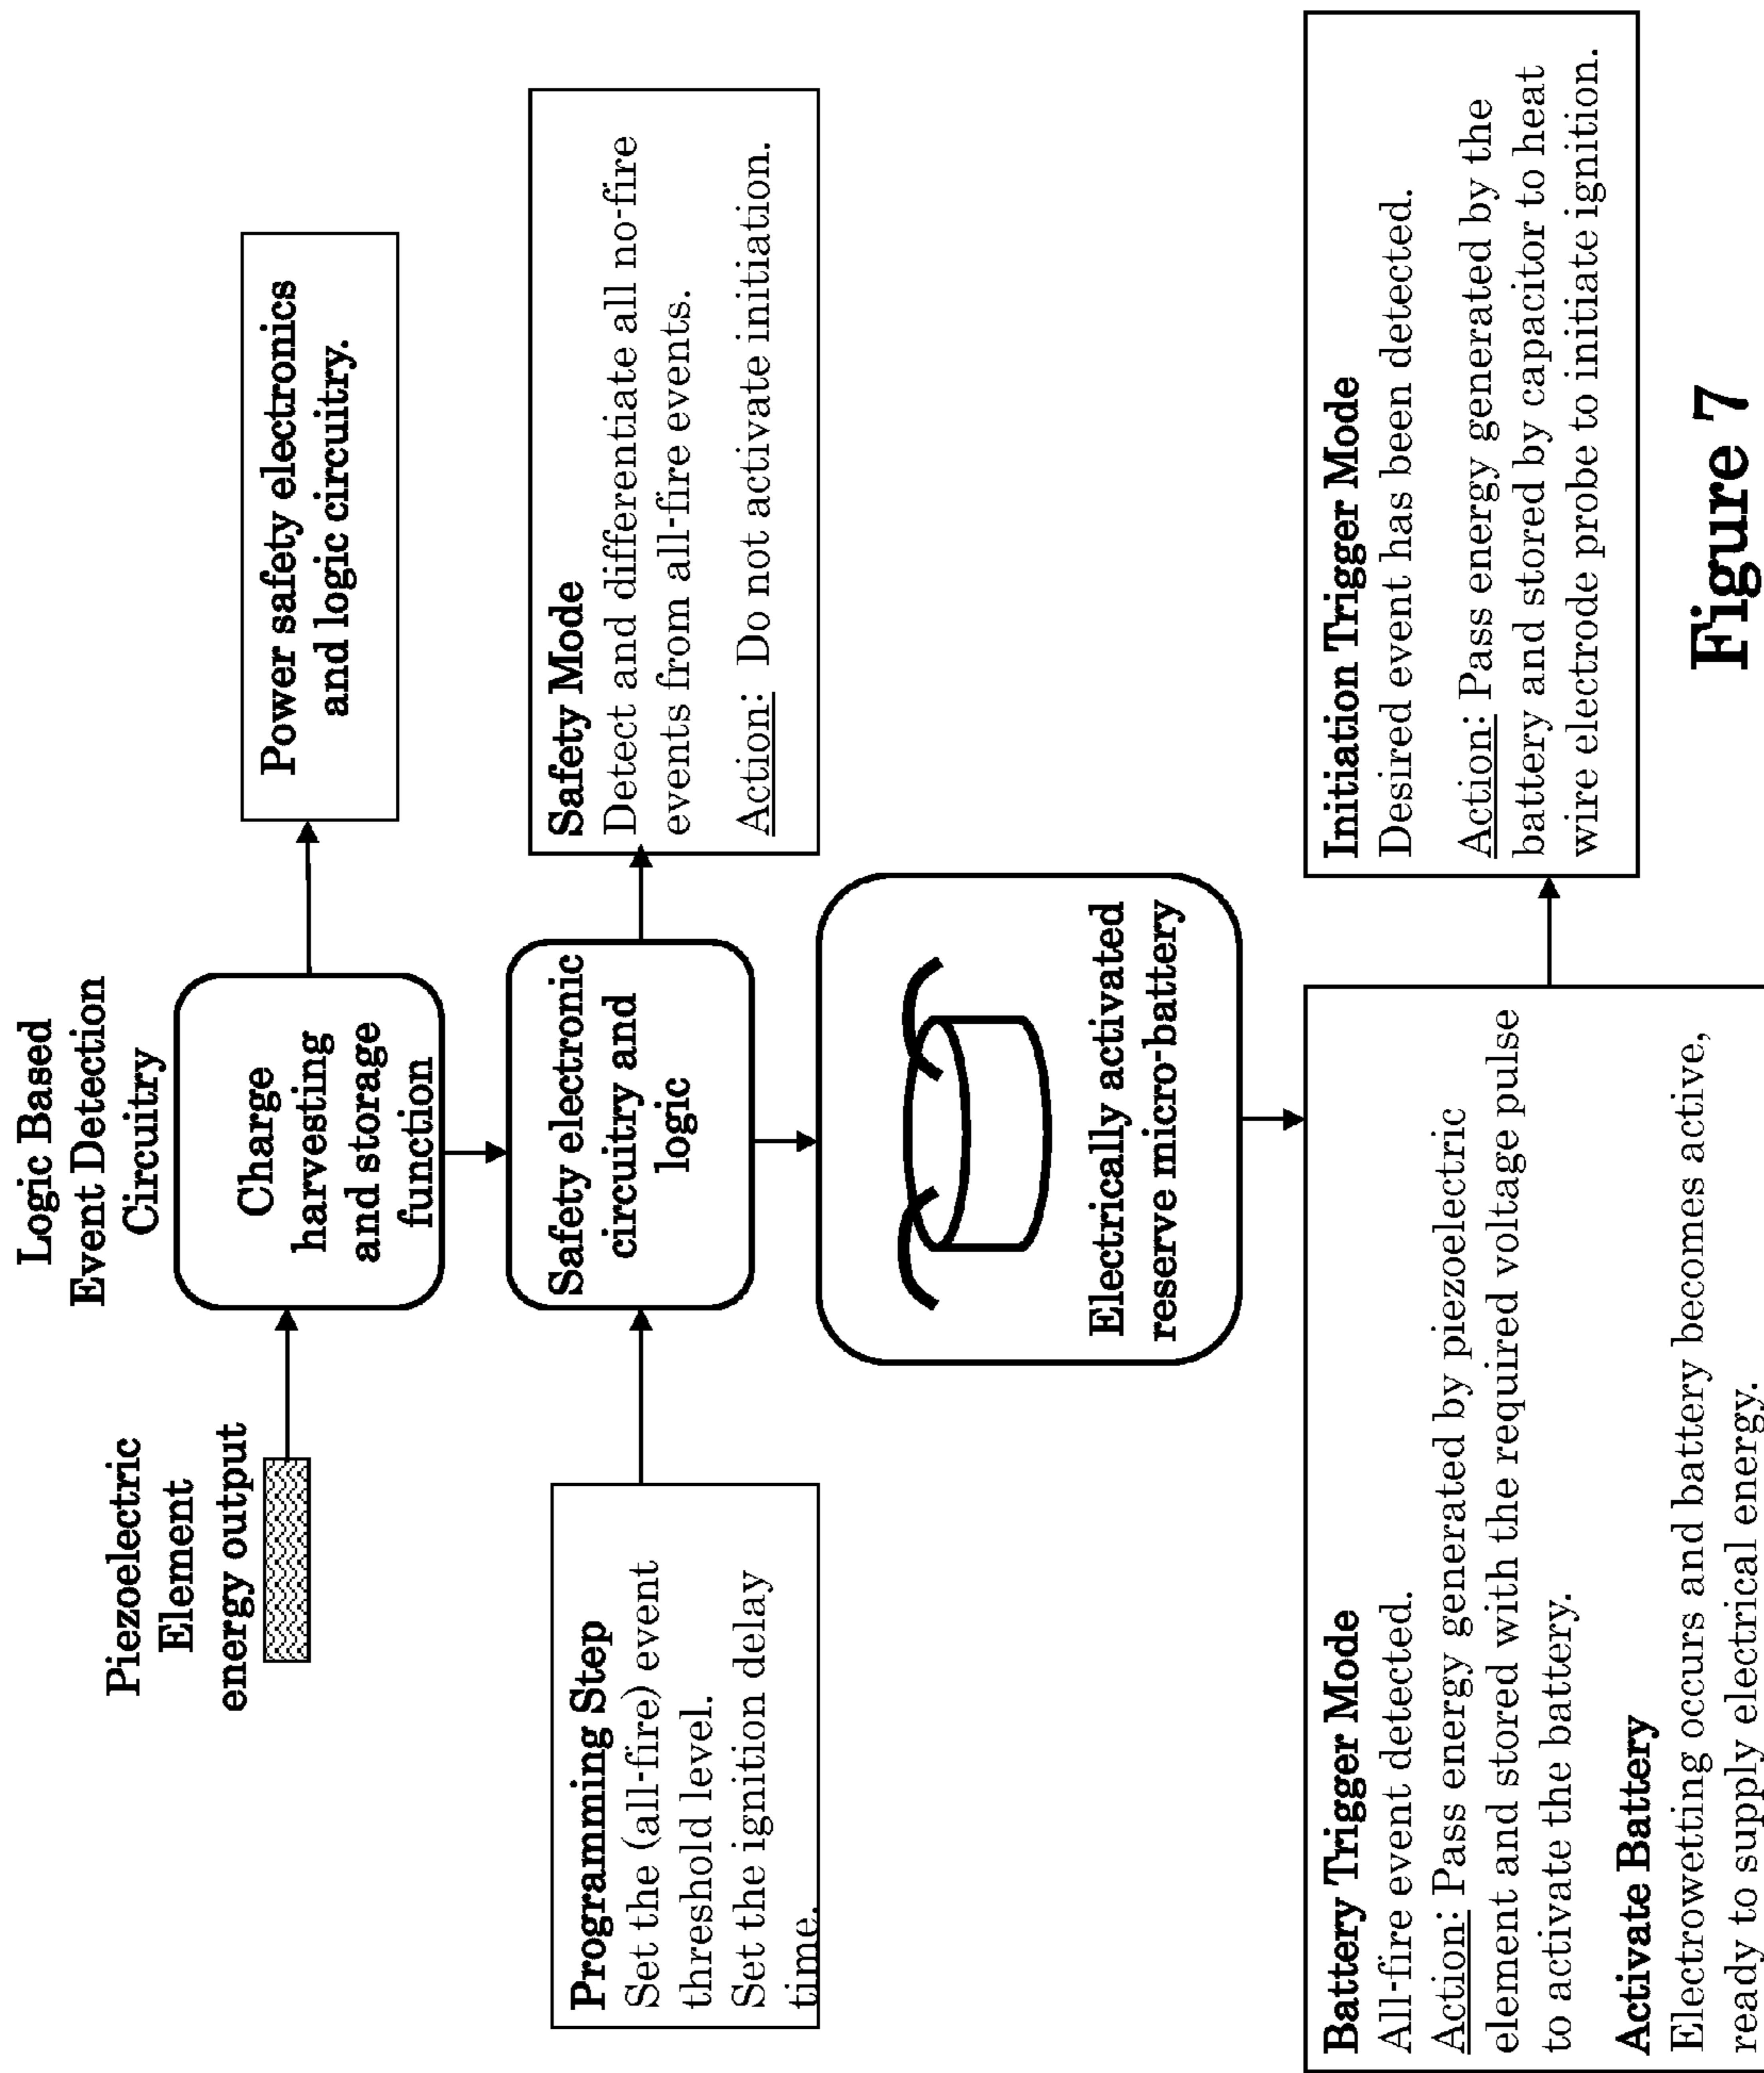 Logic Based
Event Detection
Circuitry
Piezoelectric
Element
energy output
Charge
harvesting
and storage
function
Power safety electronics
and logic circuitry.
Programming Step
Set the (all-fire) event
threshold level.
Set the ignition delay
time.
Safety electronic
circuitry and
logic
Safety Mode
Detect and differentiate all no-fire
events from all-fire events.
Action: Do not activate initiation.
Electrically activated
reserve micro-battery
Battery Trigger Mode
All-fire event detected.
Action: Pass energy generated by piezoelectric
element and stored with the required voltage pulse
to activate the battery.
Activate Battery
Electrowetting occurs and battery becomes active,
ready to supply electrical energy.
Initiation Trigger Mode
Desired event has been detected.
Action: Pass energy generated by the
battery and stored by capacitor to heat
wire electrode probe to initiate ignition.
Figure 7